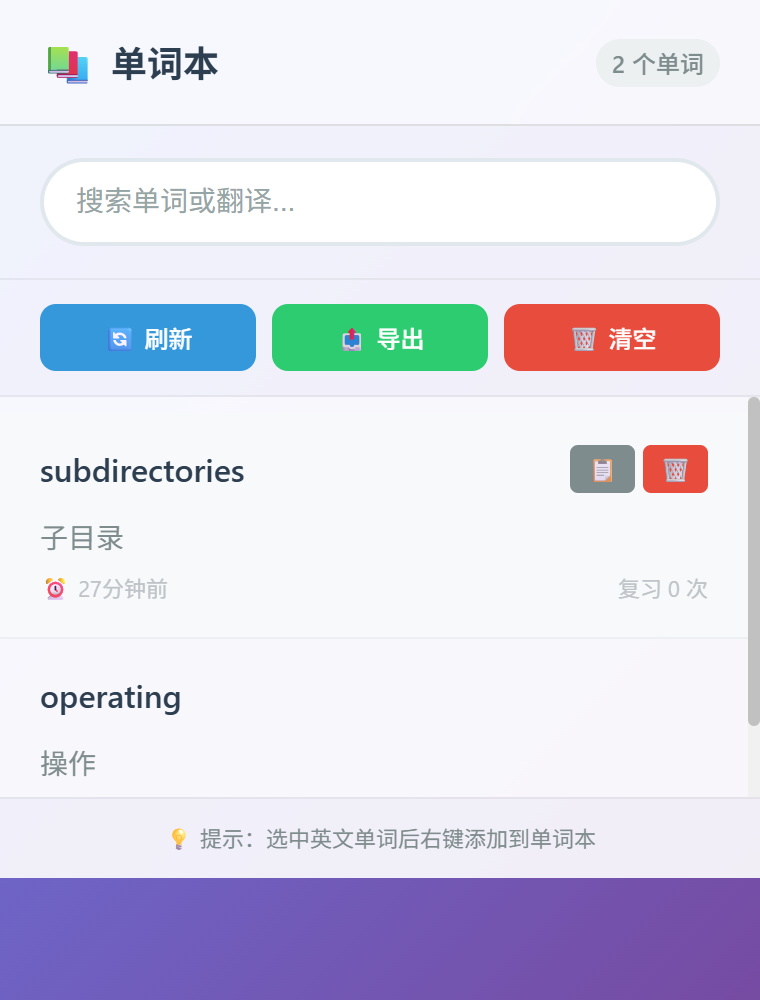 单词本
2 个单词
搜索单词或翻译...
刷新 导出 清空
subdirectories
子目录
27分钟前 复习 0 次
operating
操作
提示：选中英文单词后右键添加到单词本